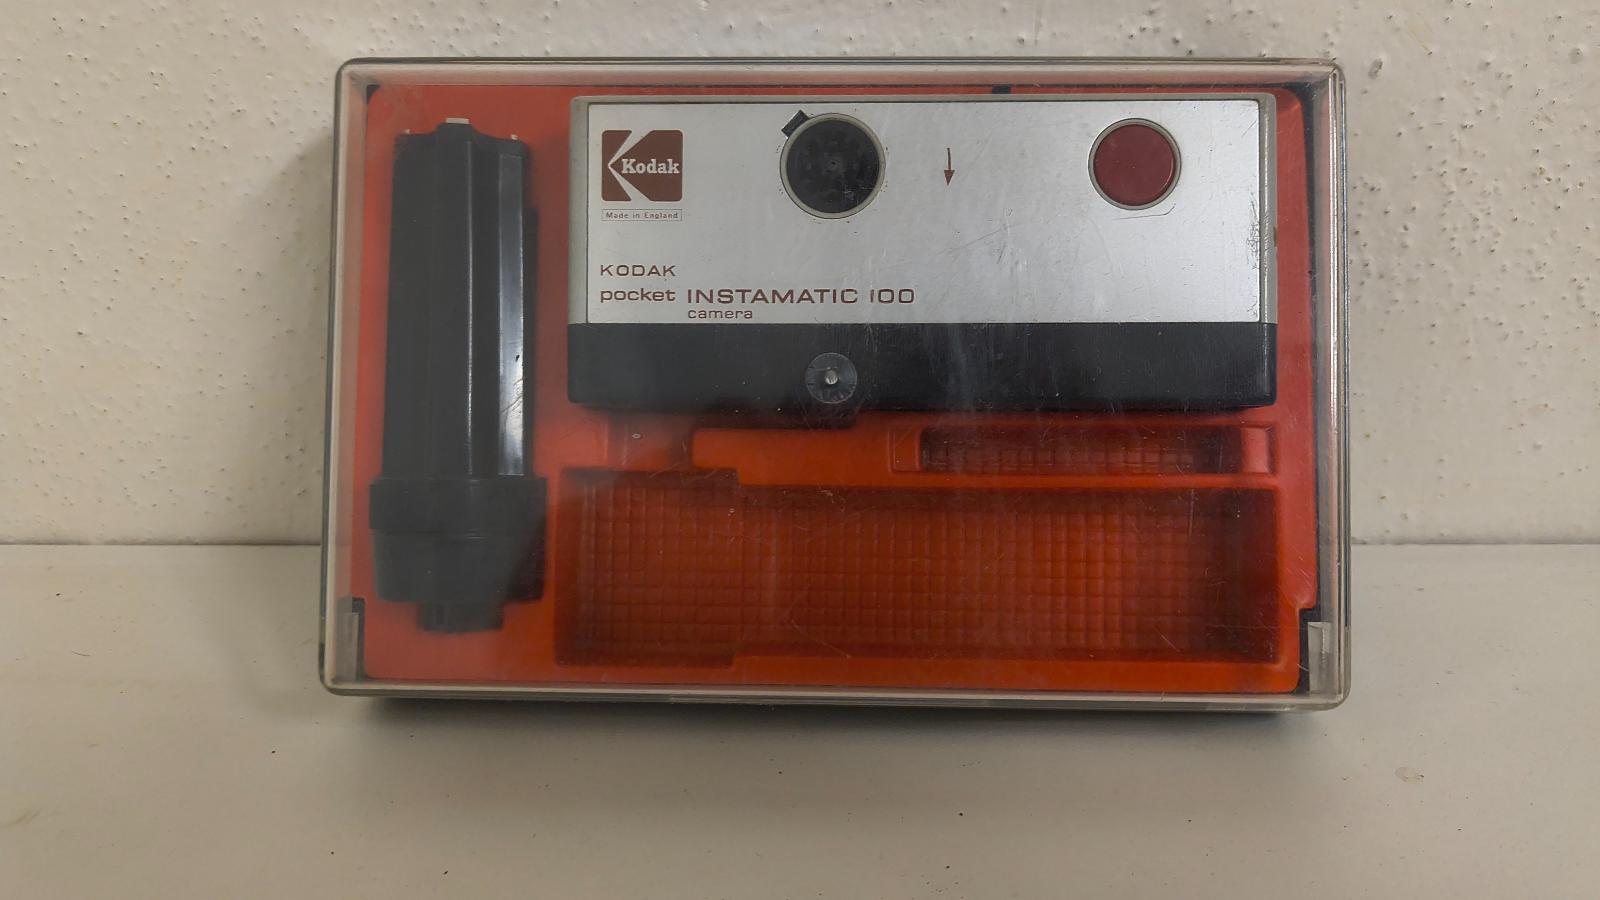 Kodak
Made in England
KODAK
pocket INSTAMATIC 100
camera